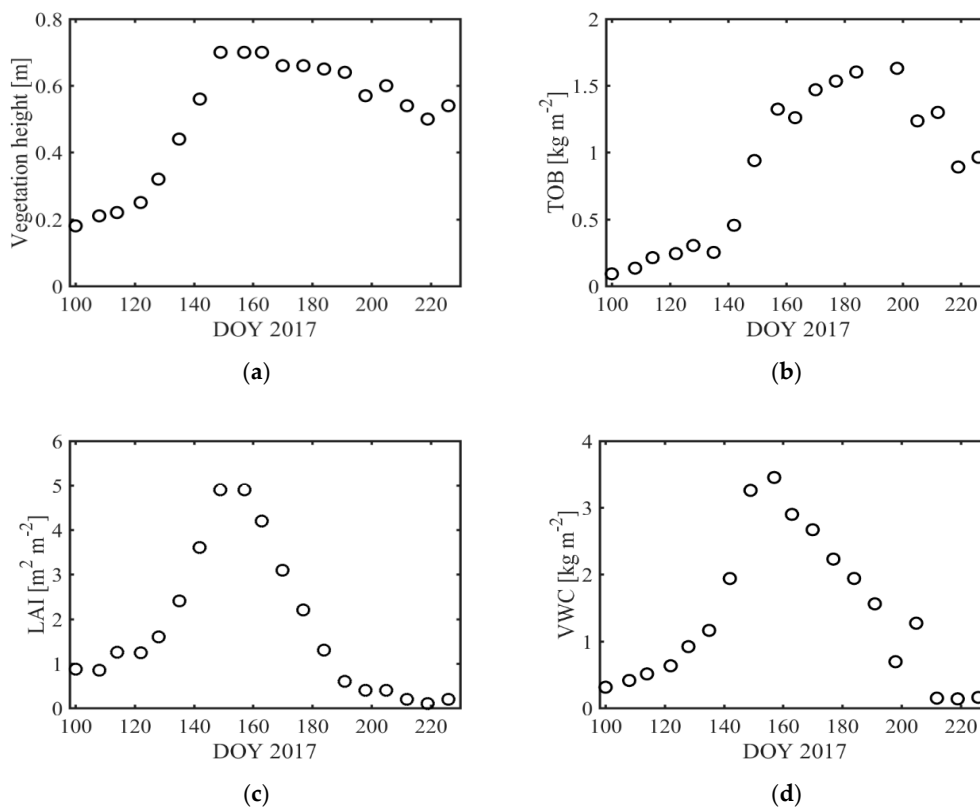 0.8
0.6
0.4
0.2
0
Vegetation height [m]
100 120 140 160 180 200 220
DOY 2017
(a)
2
1.5
1
0.5
0
TOB [kg m-2]
100 120 140 160 180 200 220
DOY 2017
(b)
6
5
4
3
2
1
0
LAI [m2 m-2]
100 120 140 160 180 200 220
DOY 2017
(c)
4
3
2
1
0
VWC [kg m-2]
100 120 140 160 180 200 220
DOY 2017
(d)